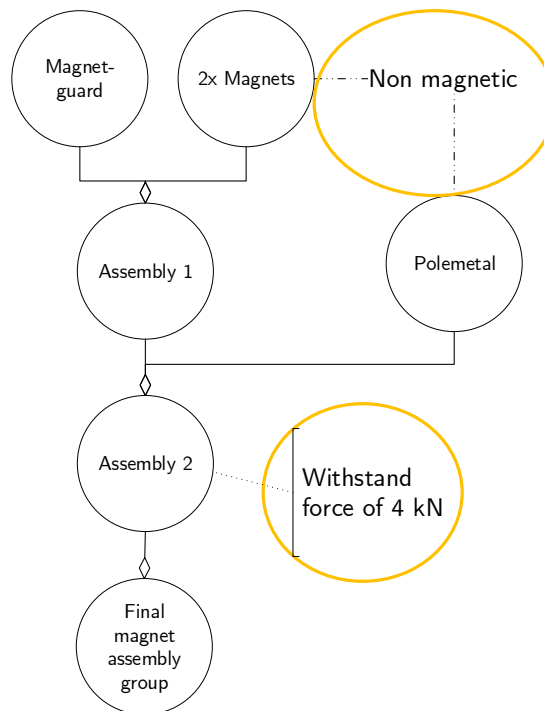 Magnet-
guard
2x Magnets
Non magnetic
Assembly 1
Polemetal
Assembly 2
Withstand
force of 4 kN
Final
magnet
assembly
group